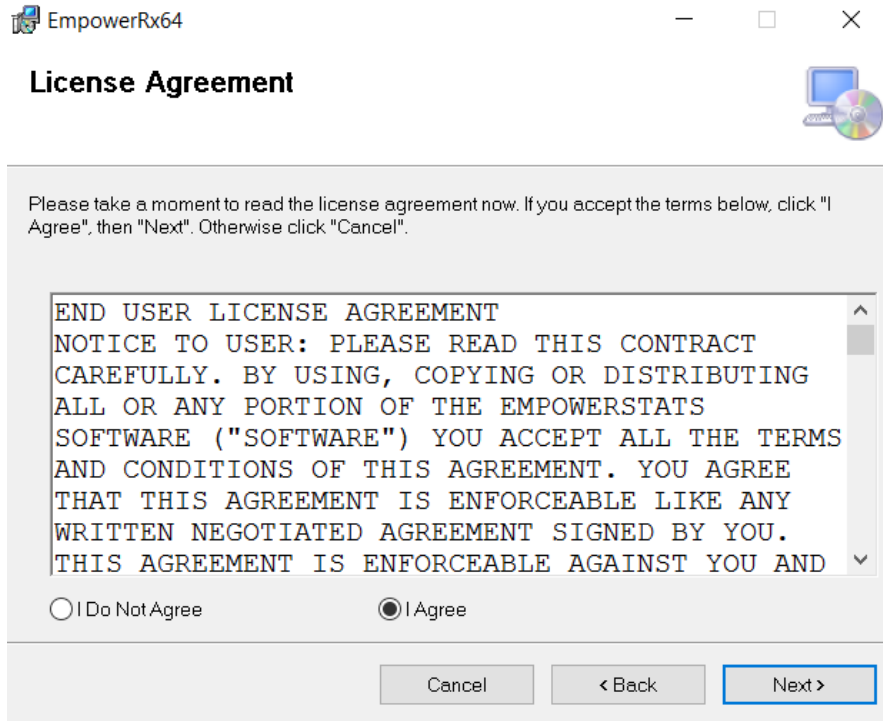 EmpowerRx64
License Agreement
Please take a moment to read the license agreement now. If you accept the terms below, click "I
Agree", then "Next". Otherwise click "Cancel".
END USER LICENSE AGREEMENT
NOTICE TO USER: PLEASE READ THIS CONTRACT
CAREFULLY. BY USING, COPYING OR DISTRIBUTING
ALL OR ANY PORTION OF THE EMPOWERSTATS
SOFTWARE ("SOFTWARE") YOU ACCEPT ALL THE TERMS
AND CONDITIONS OF THIS AGREEMENT. YOU AGREE
THAT THIS AGREEMENT IS ENFORCEABLE LIKE ANY
WRITTEN NEGOTIATED AGREEMENT SIGNED BY YOU.
THIS AGREEMENT IS ENFORCEABLE AGAINST YOU AND
I Do Not Agree I Agree
Cancel < Back Next >